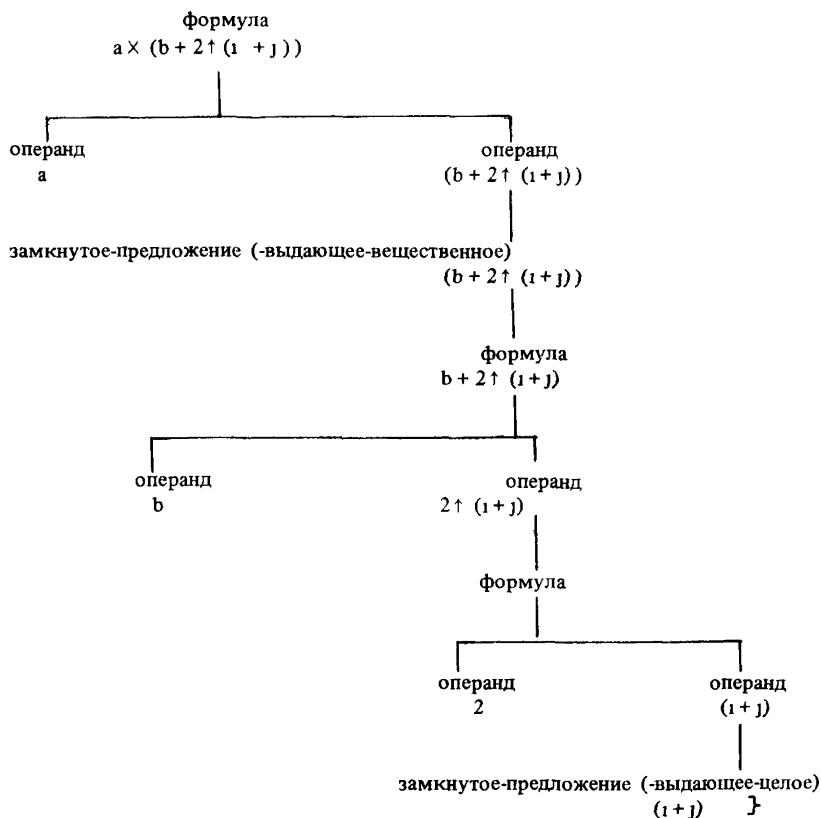 формула
a × (b + 2↑ (ı + ȷ))
операнд операнд
a (b + 2↑ (ı + ȷ))
замкнутое-предложение (-выдающее-вещественное)
(b + 2↑ (ı + ȷ))
формула
b + 2↑ (ı + ȷ)
операнд операнд
b 2↑ (ı + ȷ)
формула
операнд операнд
2 (ı + ȷ)
замкнутое-предложение (-выдающее-целое)
(ı + ȷ) }